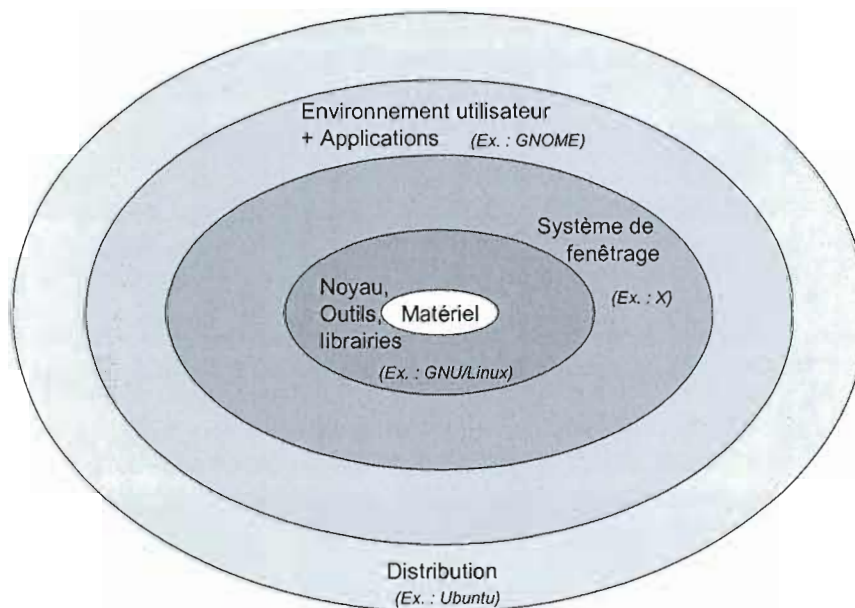 Environnement utilisateur
+ Applications (Ex. : GNOME)
Système de
fenêtrage
(Ex. : X)
Noyau,
Outils,
librairies
Matériel
(Ex. : GNU/Linux)
Distribution
(Ex. : Ubuntu)